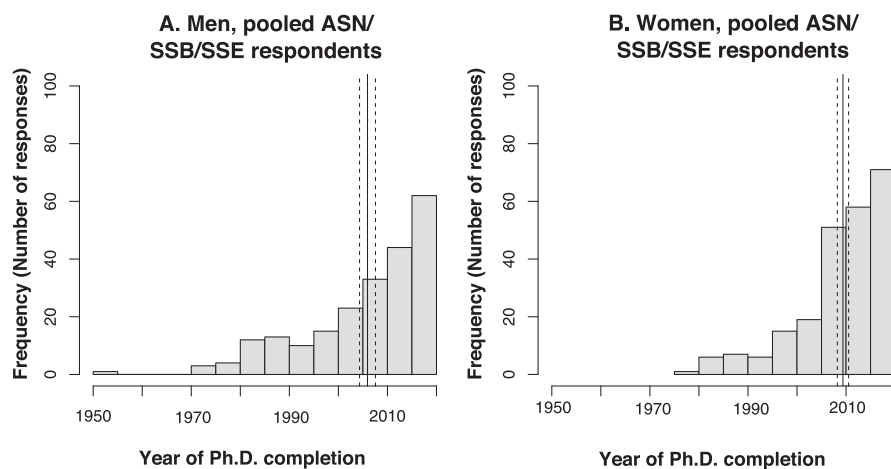 A. Men, pooled ASN/
SSB/SSE respondents
Frequency (Number of responses)
100
80
60
40
20
0
1950
1970
1990
2010
Year of Ph.D. completion
B. Women, pooled ASN/
SSB/SSE respondents
Frequency (Number of responses)
100
80
60
40
20
0
1950
1970
1990
2010
Year of Ph.D. completion